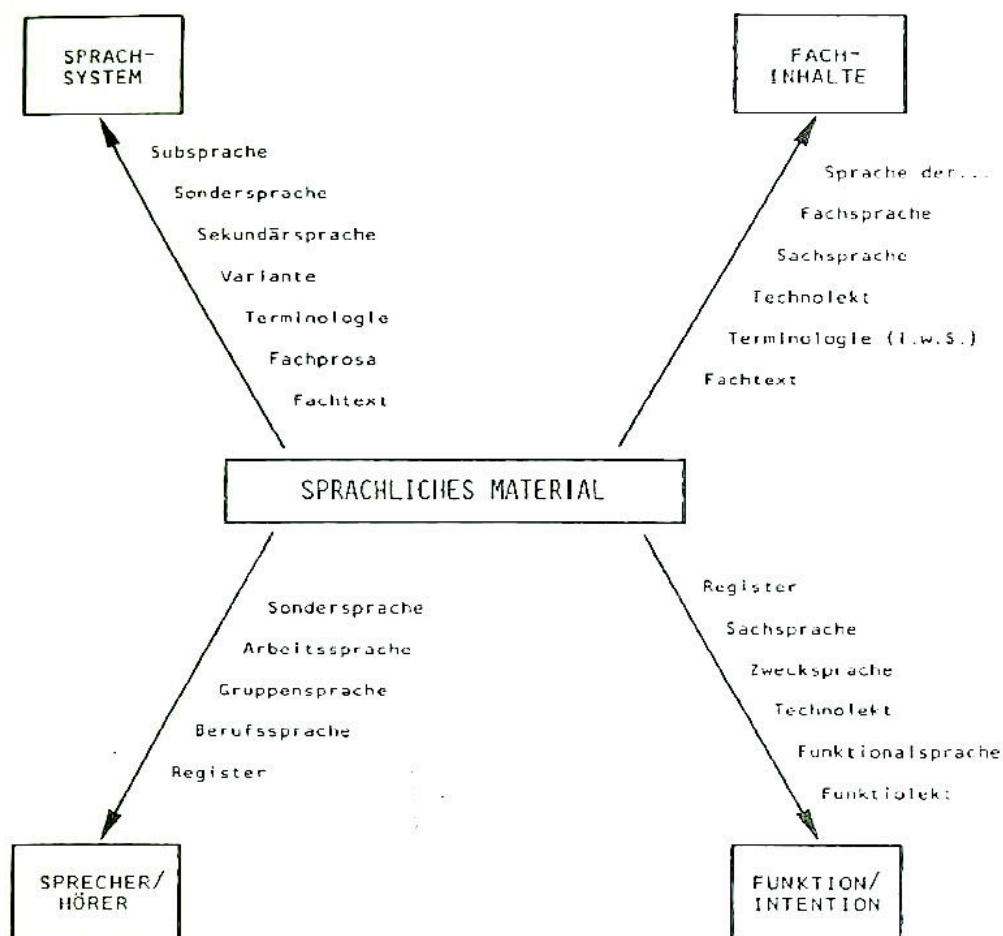 SPRACH-
SYSTEM
FACH-
INHALTE
Subsprache
Sondersprache
Sekundärsprache
Variante
Terminologie
Fachprosa
Fachtext
Sprache der...
Fachsprache
Sachsprache
Technolekt
Terminologie (i.w.S.)
Fachtext
SPRACHLICHES MATERIAL
Sondersprache
Arbeitssprache
Gruppensprache
Berufssprache
Register
Register
Sachsprache
Zwecksprache
Technolekt
Funktionalsprache
Funktiolekt
SPRECHER/
HÖRER
FUNKTION/
INTENTION